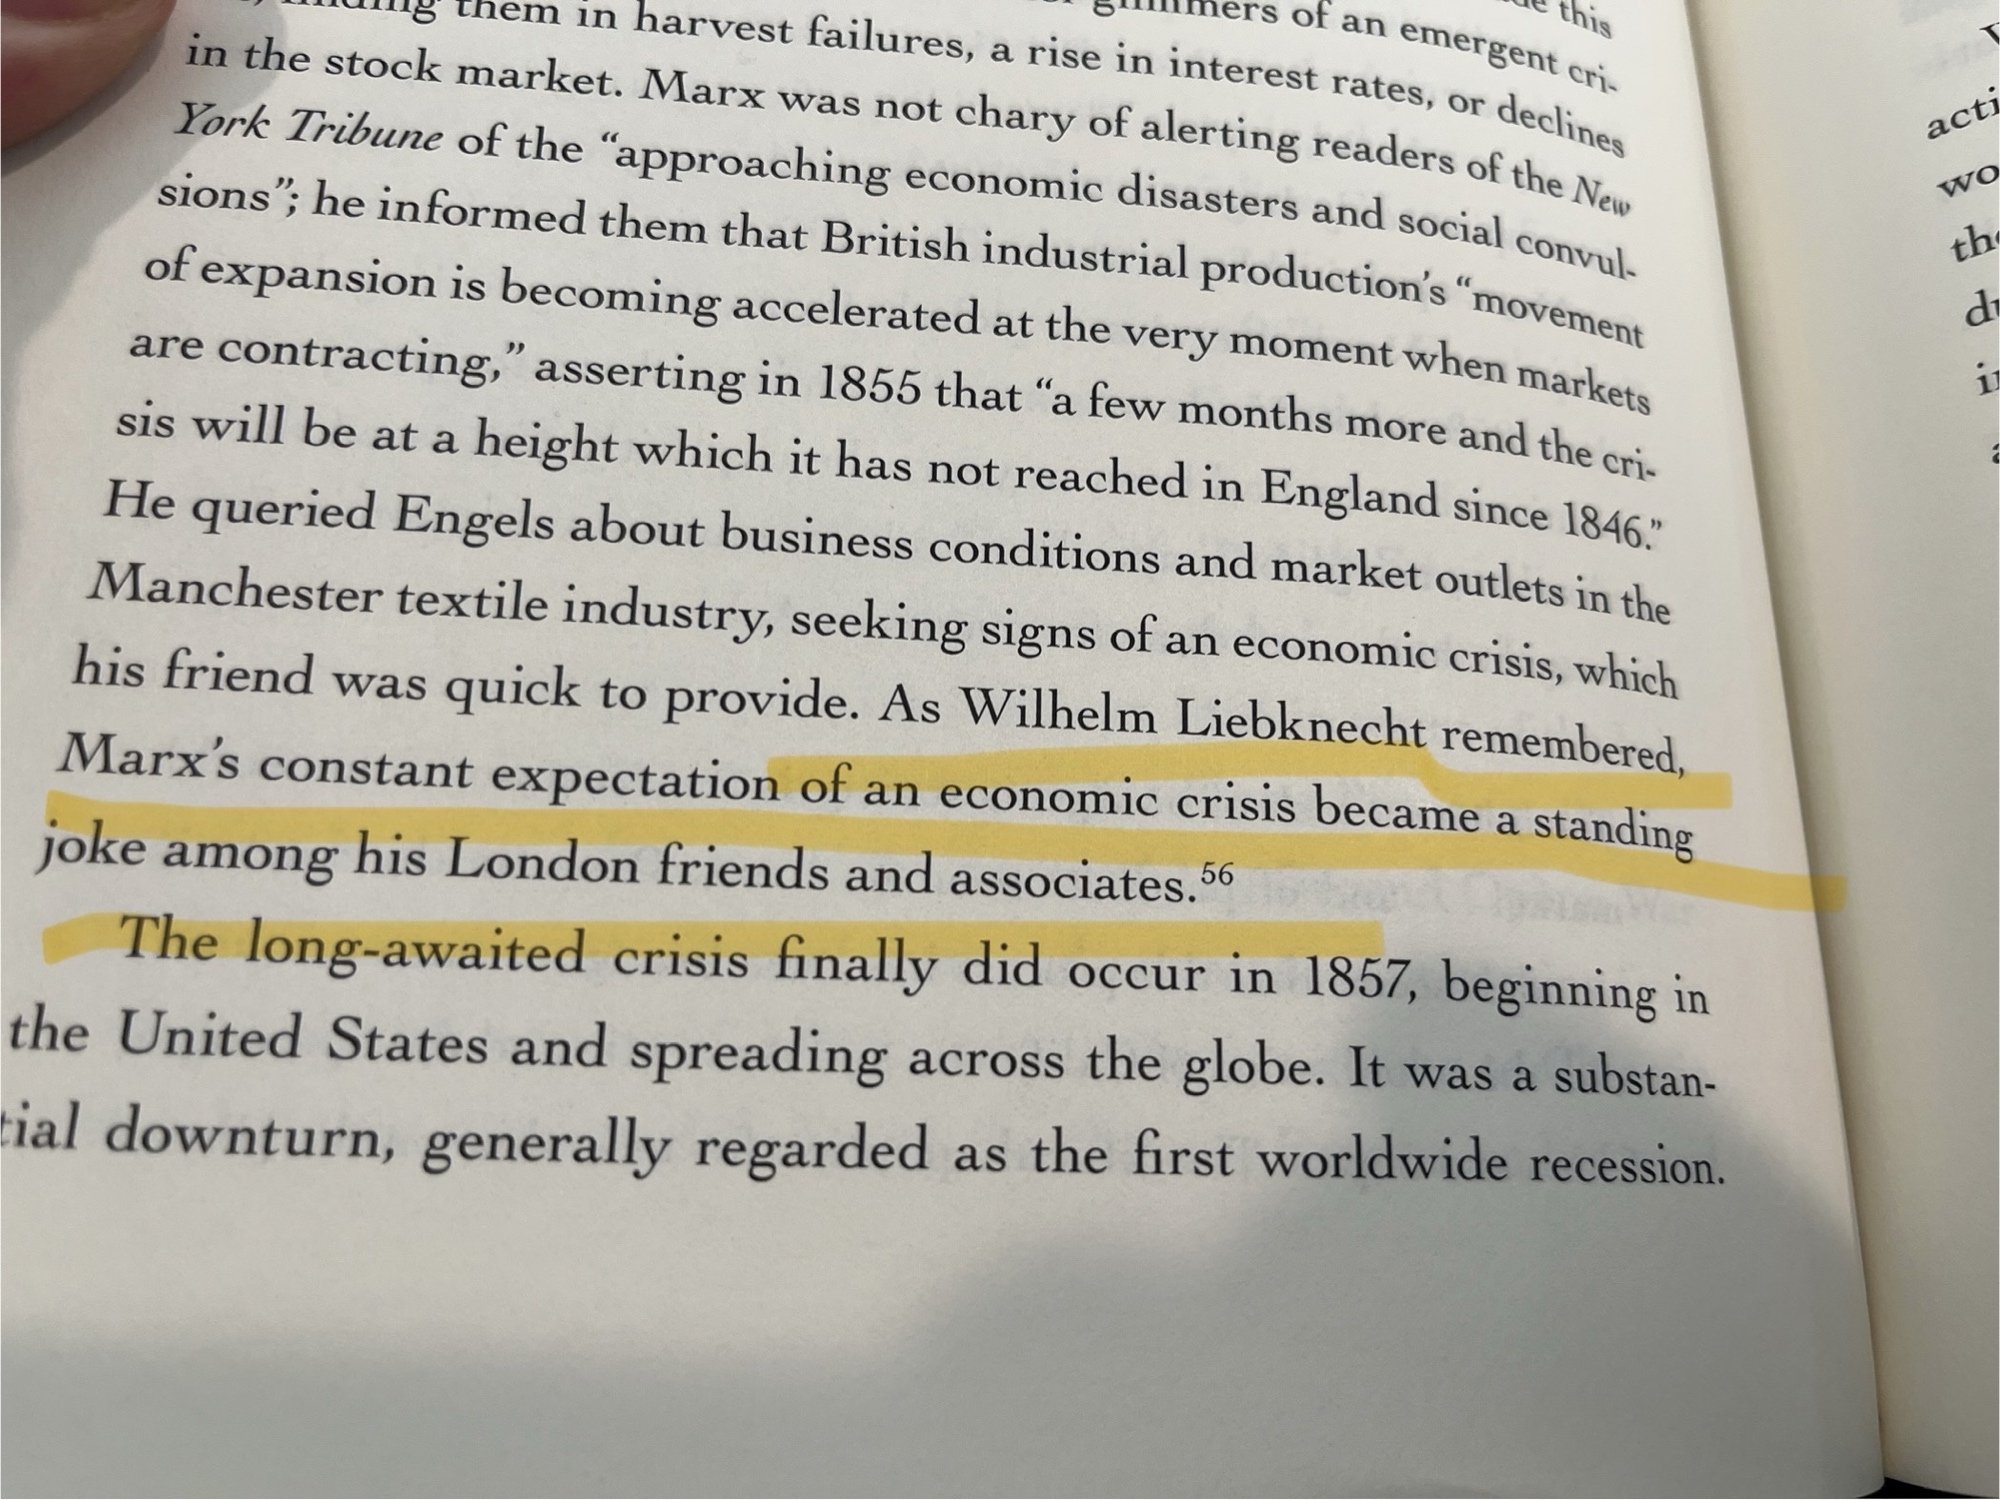 this
them in harvest failures, a rise in interest rates, or declines
glimmers of an emergent cri-
in the stock market. Marx was not chary of alerting readers of the New
York Tribune of the “approaching economic disasters and social convul-
sions”; he informed them that British industrial production’s “movement
of expansion is becoming accelerated at the very moment when markets
are contracting,” asserting in 1855 that “a few months more and the cri-
sis will be at a height which it has not reached in England since 1846.”
He queried Engels about business conditions and market outlets in the
Manchester textile industry, seeking signs of an economic crisis, which
his friend was quick to provide. As Wilhelm Liebknecht remembered,
Marx’s constant expectation of an economic crisis became a standing
joke among his London friends and associates.56
The long-awaited crisis finally did occur in 1857, beginning in
the United States and spreading across the globe. It was a substan-
tial downturn, generally regarded as the first worldwide recession.